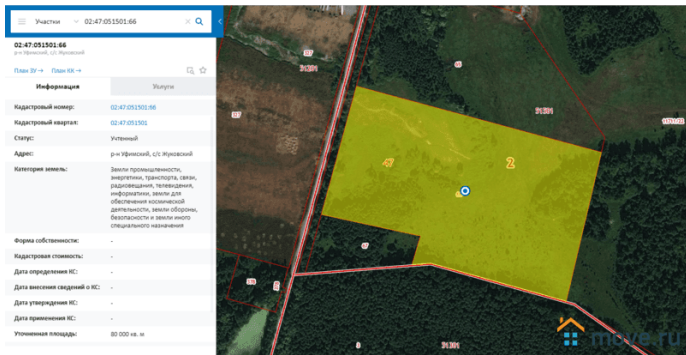 Участки
02:47:051501:66
02:47:051501:66
р-н Уфимский, с/с Жуковский
План ЗУ → План КК →
Информация Услуги
Кадастровый номер: 02:47:051501:66
Кадастровый квартал: 02:47:051501
Статус: Учтенный
Адрес: р-н Уфимский, с/с Жуковский
Категория земель: Земли промышленности,
энергетики, транспорта, связи,
радиовещания, телевидения,
информатики, земли для
обеспечения космической
деятельности, земли обороны,
безопасности и земли иного
специального назначения
Форма собственности: -
Кадастровая стоимость: -
Дата определения КС: -
Дата внесения сведений о КС: -
Дата утверждения КС: -
Дата применения КС: -
Уточненная площадь: 80 000 кв. м
2
67
move.ru